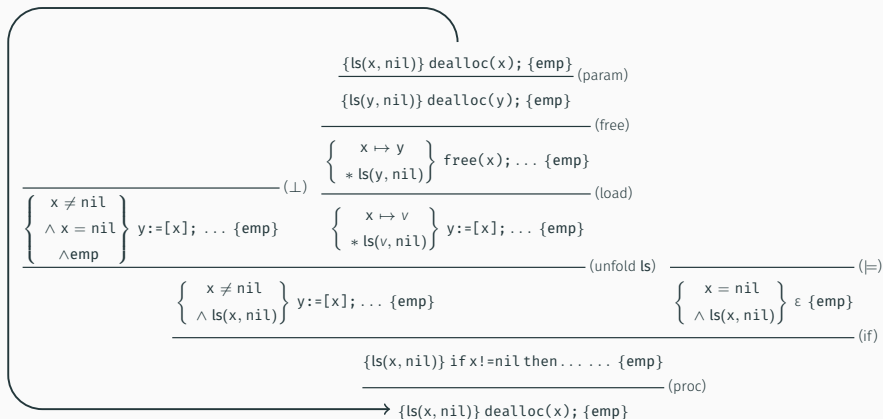 {ls(x, nil)} dealloc(x); {emp}
(param)
{ls(y, nil)} dealloc(y); {emp}
(free)
{ x ↦ y
∗ ls(y, nil) } free(x); ... {emp}
(⊥)
(load)
{ x ≠ nil
∧ x = nil
∧emp } y:=[x]; ... {emp}
{ x ↦ v
∗ ls(v, nil) } y:=[x]; ... {emp}
(unfold ls)
(⊨)
{ x ≠ nil
∧ ls(x, nil) } y:=[x]; ... {emp}
{ x = nil
∧ ls(x, nil) } ε {emp}
(if)
{ls(x, nil)} if x!=nil then ... ... {emp}
(proc)
{ls(x, nil)} dealloc(x); {emp}